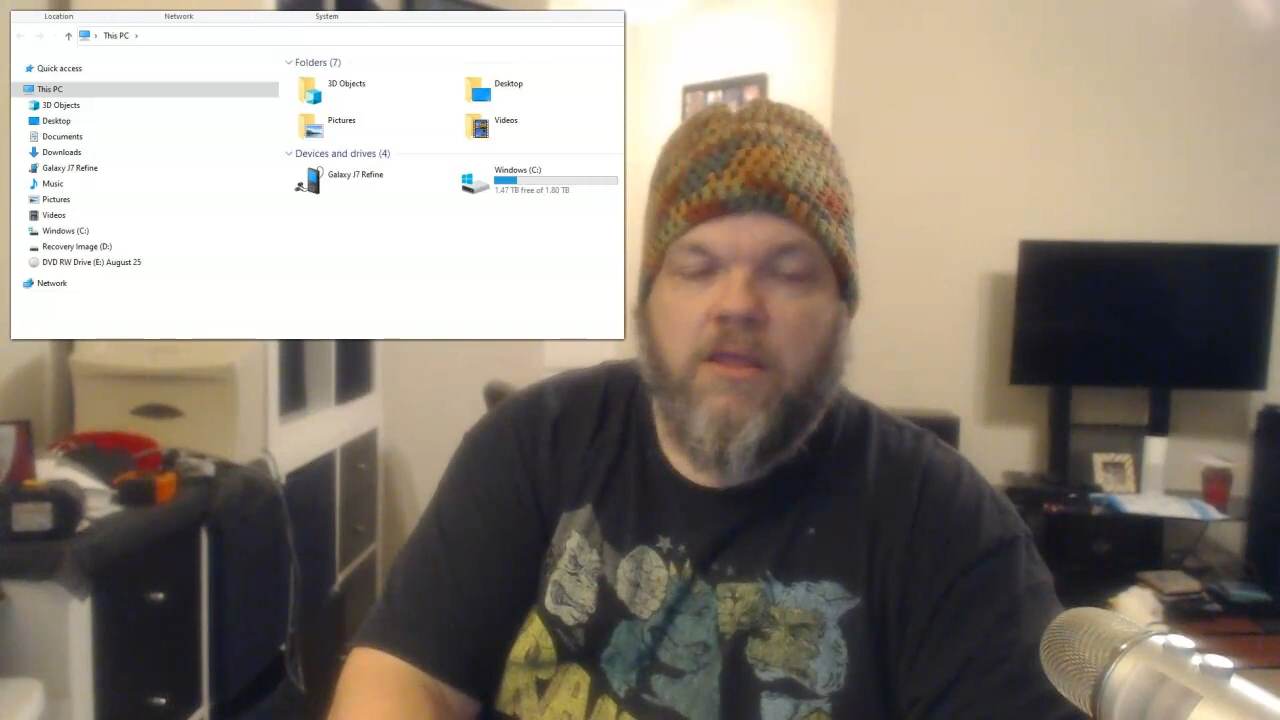 Location Network System
This PC
Quick access
This PC
3D Objects
Desktop
Documents
Downloads
Galaxy J7 Refine
Music
Pictures
Videos
Windows (C:)
Recovery Image (D:)
DVD RW Drive (E:) August 25
Network
Folders (7)
3D Objects
Desktop
Pictures
Videos
Devices and drives (4)
Galaxy J7 Refine
Windows (C:)
1.47 TB free of 1.80 TB